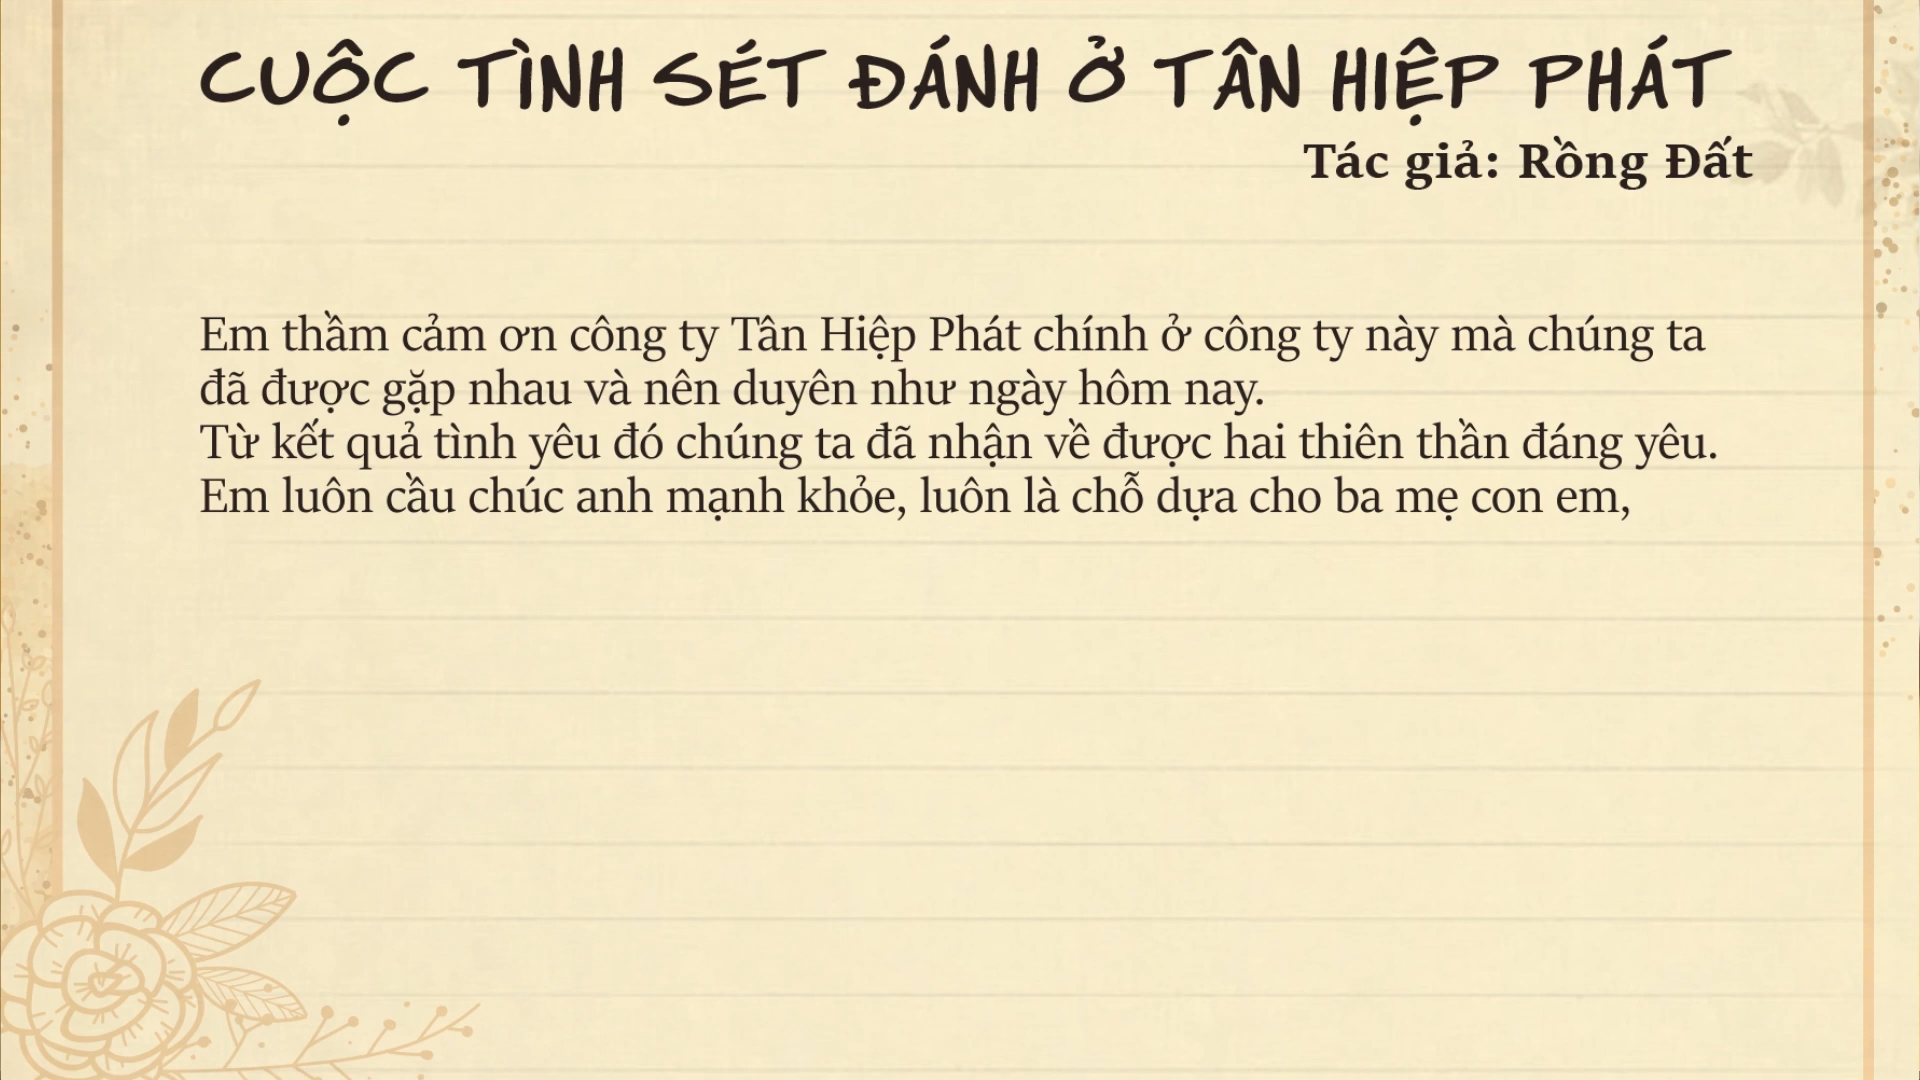 CUỘC TÌNH SÉT ĐÁNH Ở TÂN HIỆP PHÁT
Tác giả: Rồng Đất
Em thầm cảm ơn công ty Tân Hiệp Phát chính ở công ty này mà chúng ta
đã được gặp nhau và nên duyên như ngày hôm nay.
Từ kết quả tình yêu đó chúng ta đã nhận về được hai thiên thần đáng yêu.
Em luôn cầu chúc anh mạnh khỏe, luôn là chỗ dựa cho ba mẹ con em,